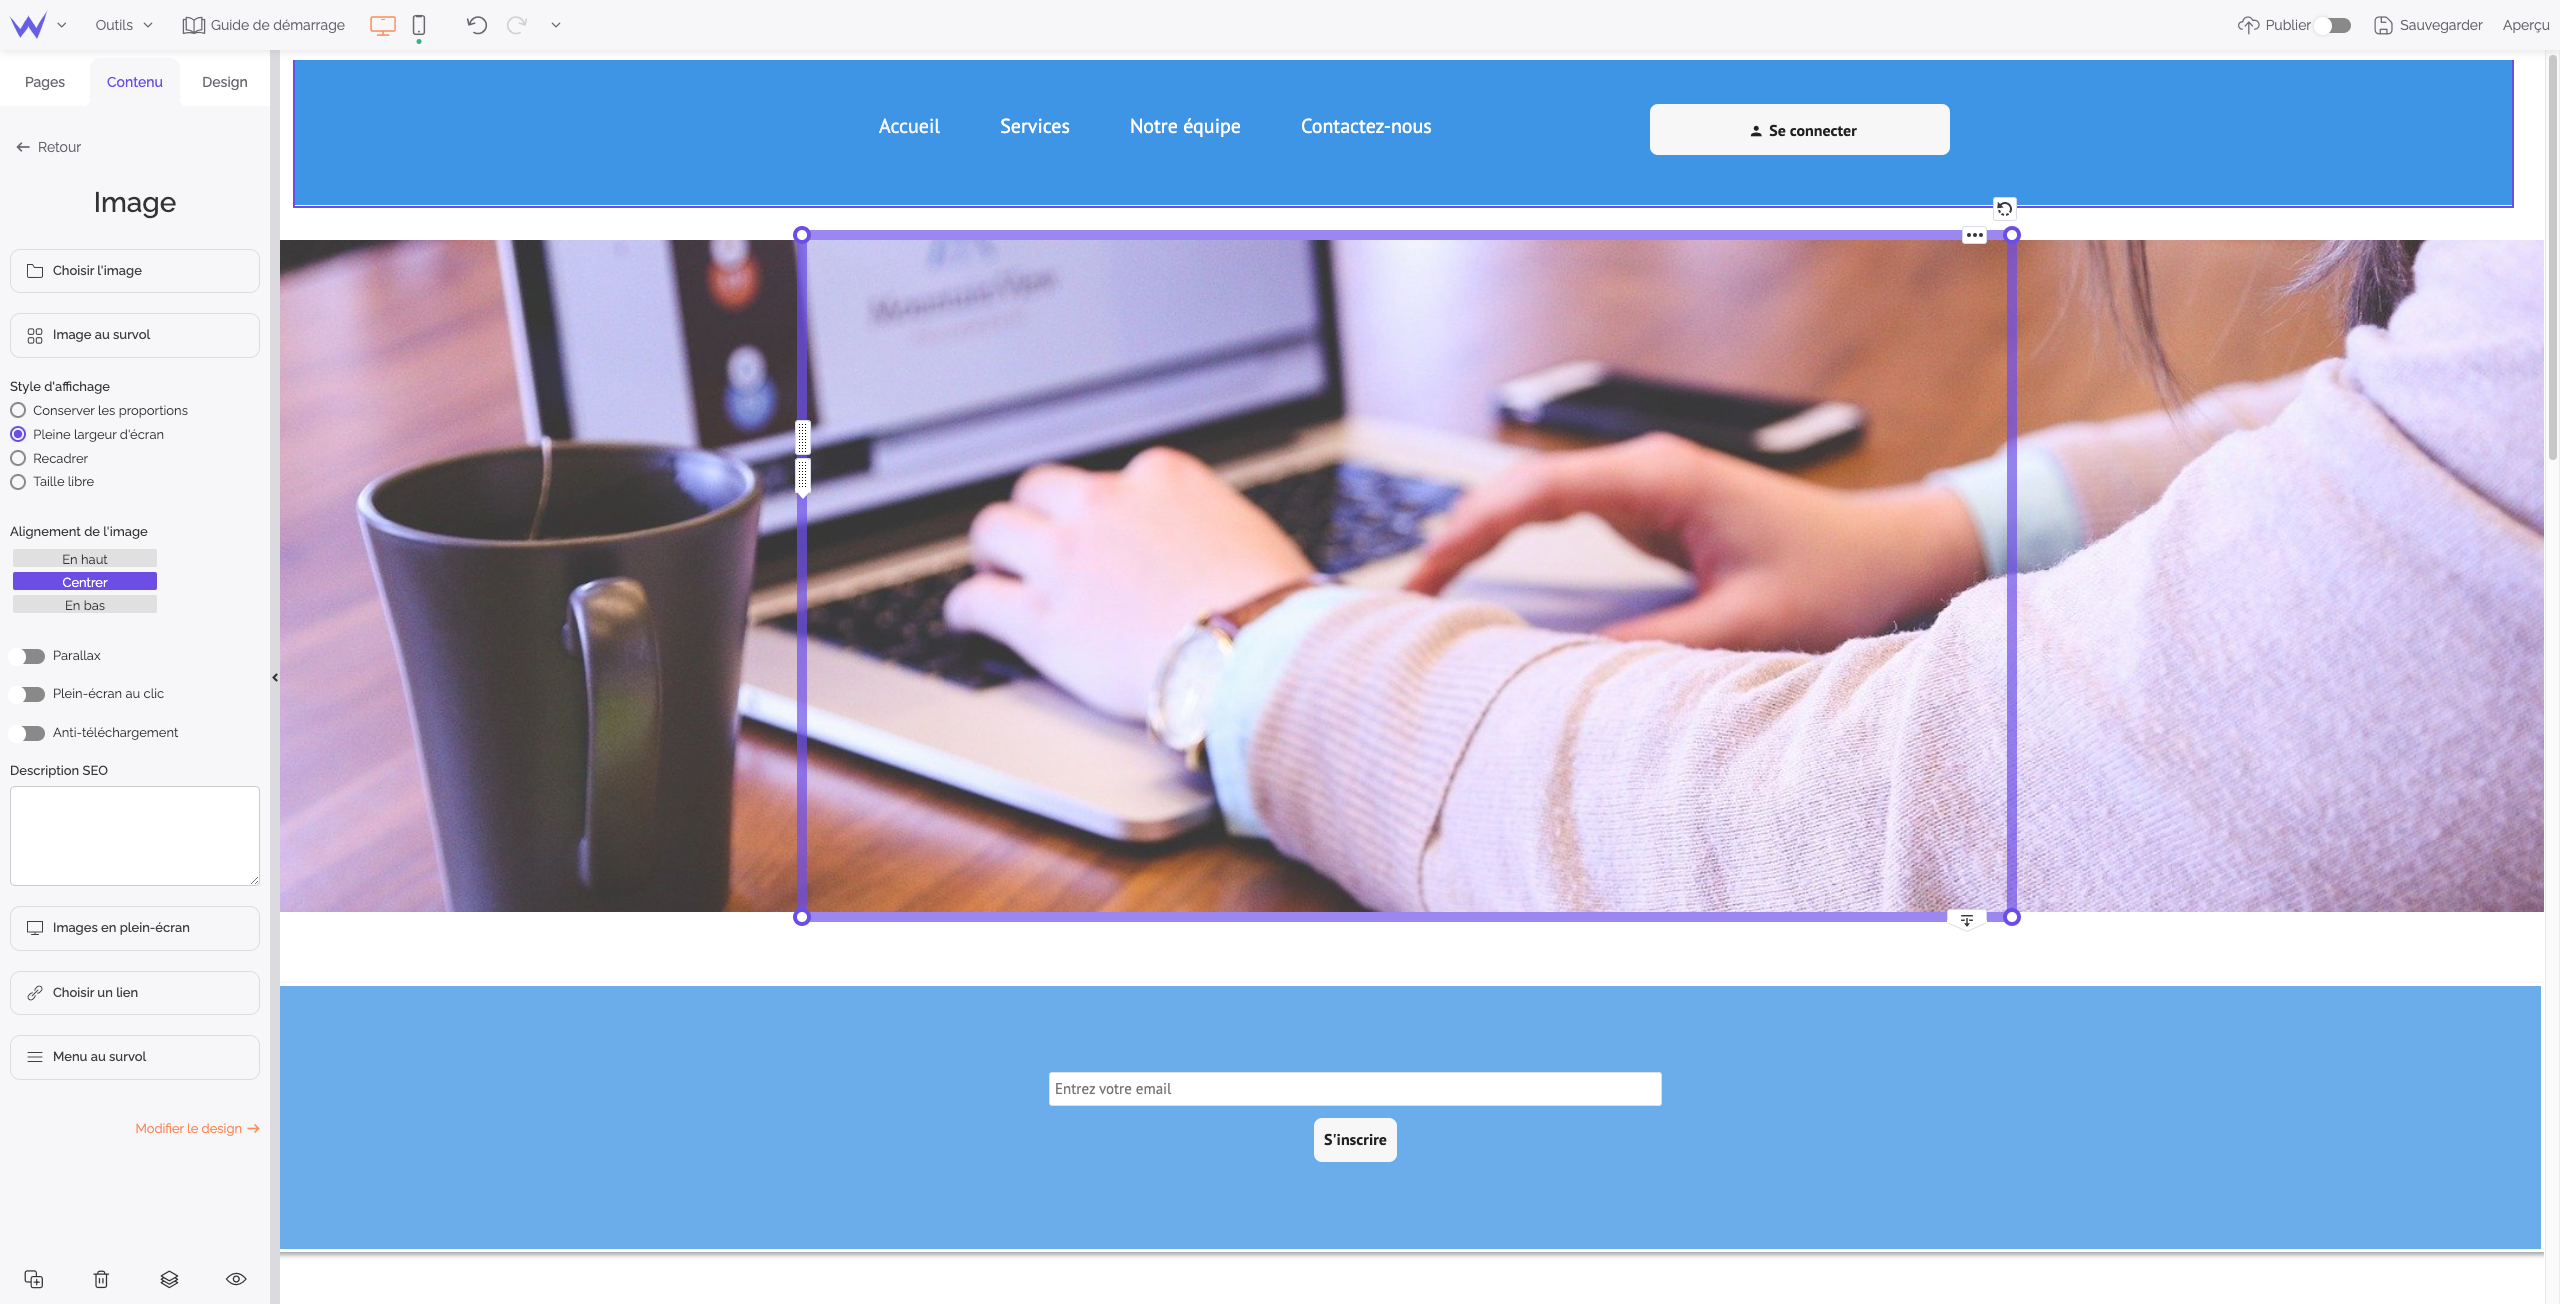 Outils
Guide de démarrage
Publier
Sauvegarder
Aperçu
Pages
Contenu
Design
Retour
Image
Choisir l'image
Image au survol
Style d'affichage
Conserver les proportions
Pleine largeur d'écran
Recadrer
Taille libre
Alignement de l'image
En haut
Centrer
En bas
Parallax
Plein-écran au clic
Anti-téléchargement
Description SEO
Images en plein-écran
Choisir un lien
Menu au survol
Modifier le design
Accueil
Services
Notre équipe
Contactez-nous
Se connecter
Entrez votre email
S'inscrire